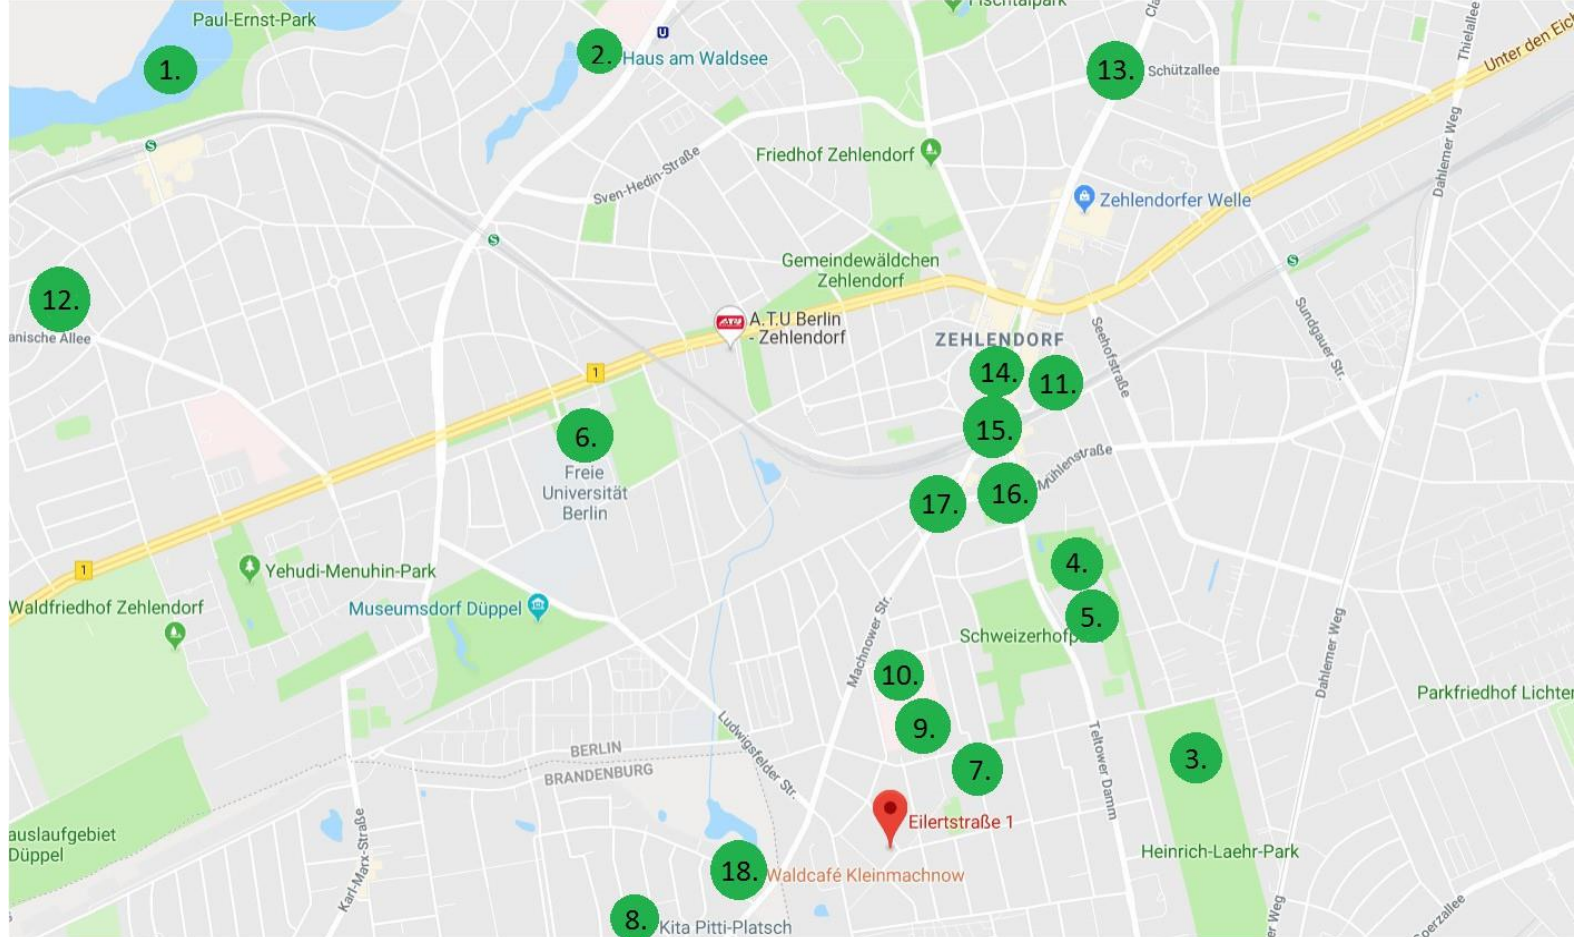 Paul-Ernst-Park
Fischtalpark
1.
2.
U
Haus am Waldsee
13.
Schützallee
Thielallee
Unter den Eic
S
Friedhof Zehlendorf
Sven-Hedin-Straße
Dahlemer Weg
Zehlendorfer Welle
S
Gemeindewäldchen
Zehlendorf
S
12.
anische Allee
A.T.U Berlin
- Zehlendorf
ATU
ZEHLENDORF
Seehofstraße
Sundgauer Str.
1
14.
11.
6.
15.
Freie
Universität
Berlin
Mühlenstraße
17.
16.
1
Yehudi-Menuhin-Park
4.
Waldfriedhof Zehlendorf
Museumsdorf Düppel
5.
Schweizerhofp
Machnower Str.
Dahlemer Weg
10.
Parkfriedhof Lichter
9.
Ludwigsfelder Str.
BERLIN
BRANDENBURG
7.
Teltower Damm
3.
Eilertstraße 1
auslaufgebiet
Düppel
Karl-Marx-Straße
Heinrich-Laehr-Park
18.
Waldcafé Kleinmachnow
8.
Kita Pitti-Platsch
er Weg
oerzallee